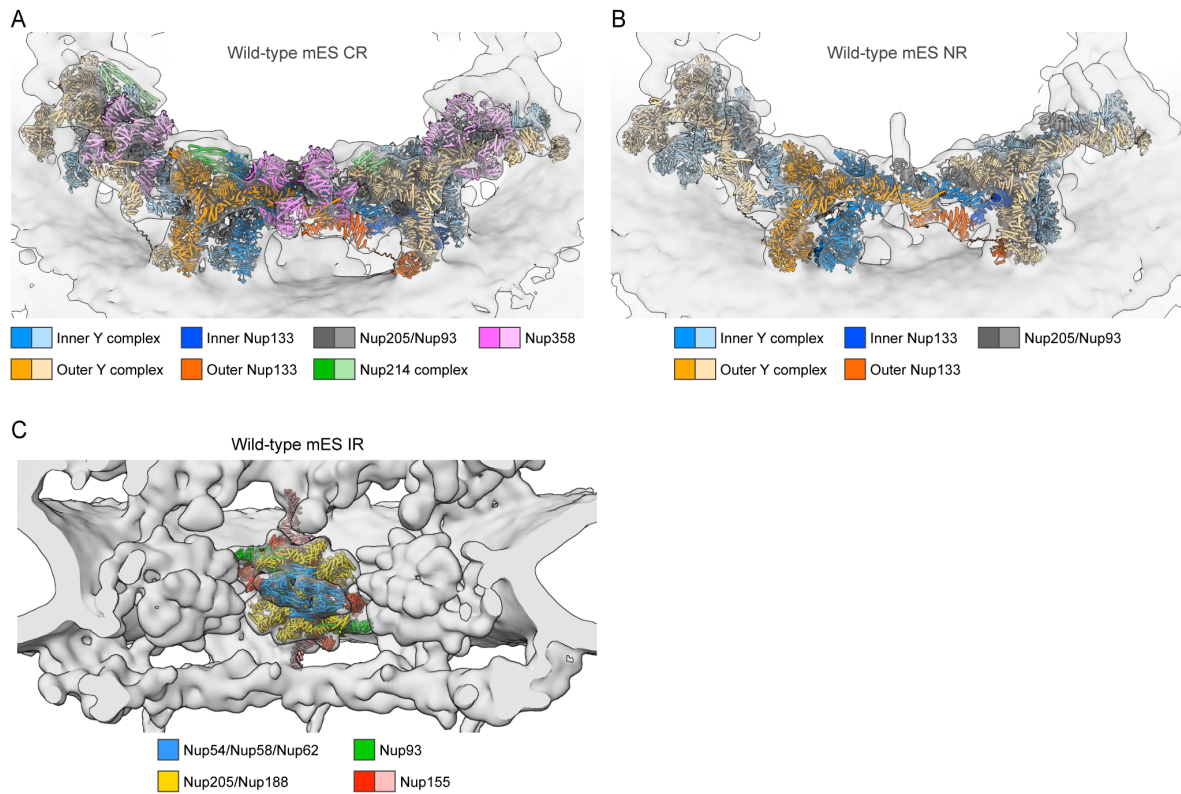 A
Wild-type mES CR
Inner Y complex
Inner Nup133
Nup205/Nup93
Nup358
Outer Y complex
Outer Nup133
Nup214 complex
B
Wild-type mES NR
Inner Y complex
Inner Nup133
Nup205/Nup93
Outer Y complex
Outer Nup133
C
Wild-type mES IR
Nup54/Nup58/Nup62
Nup93
Nup205/Nup188
Nup155